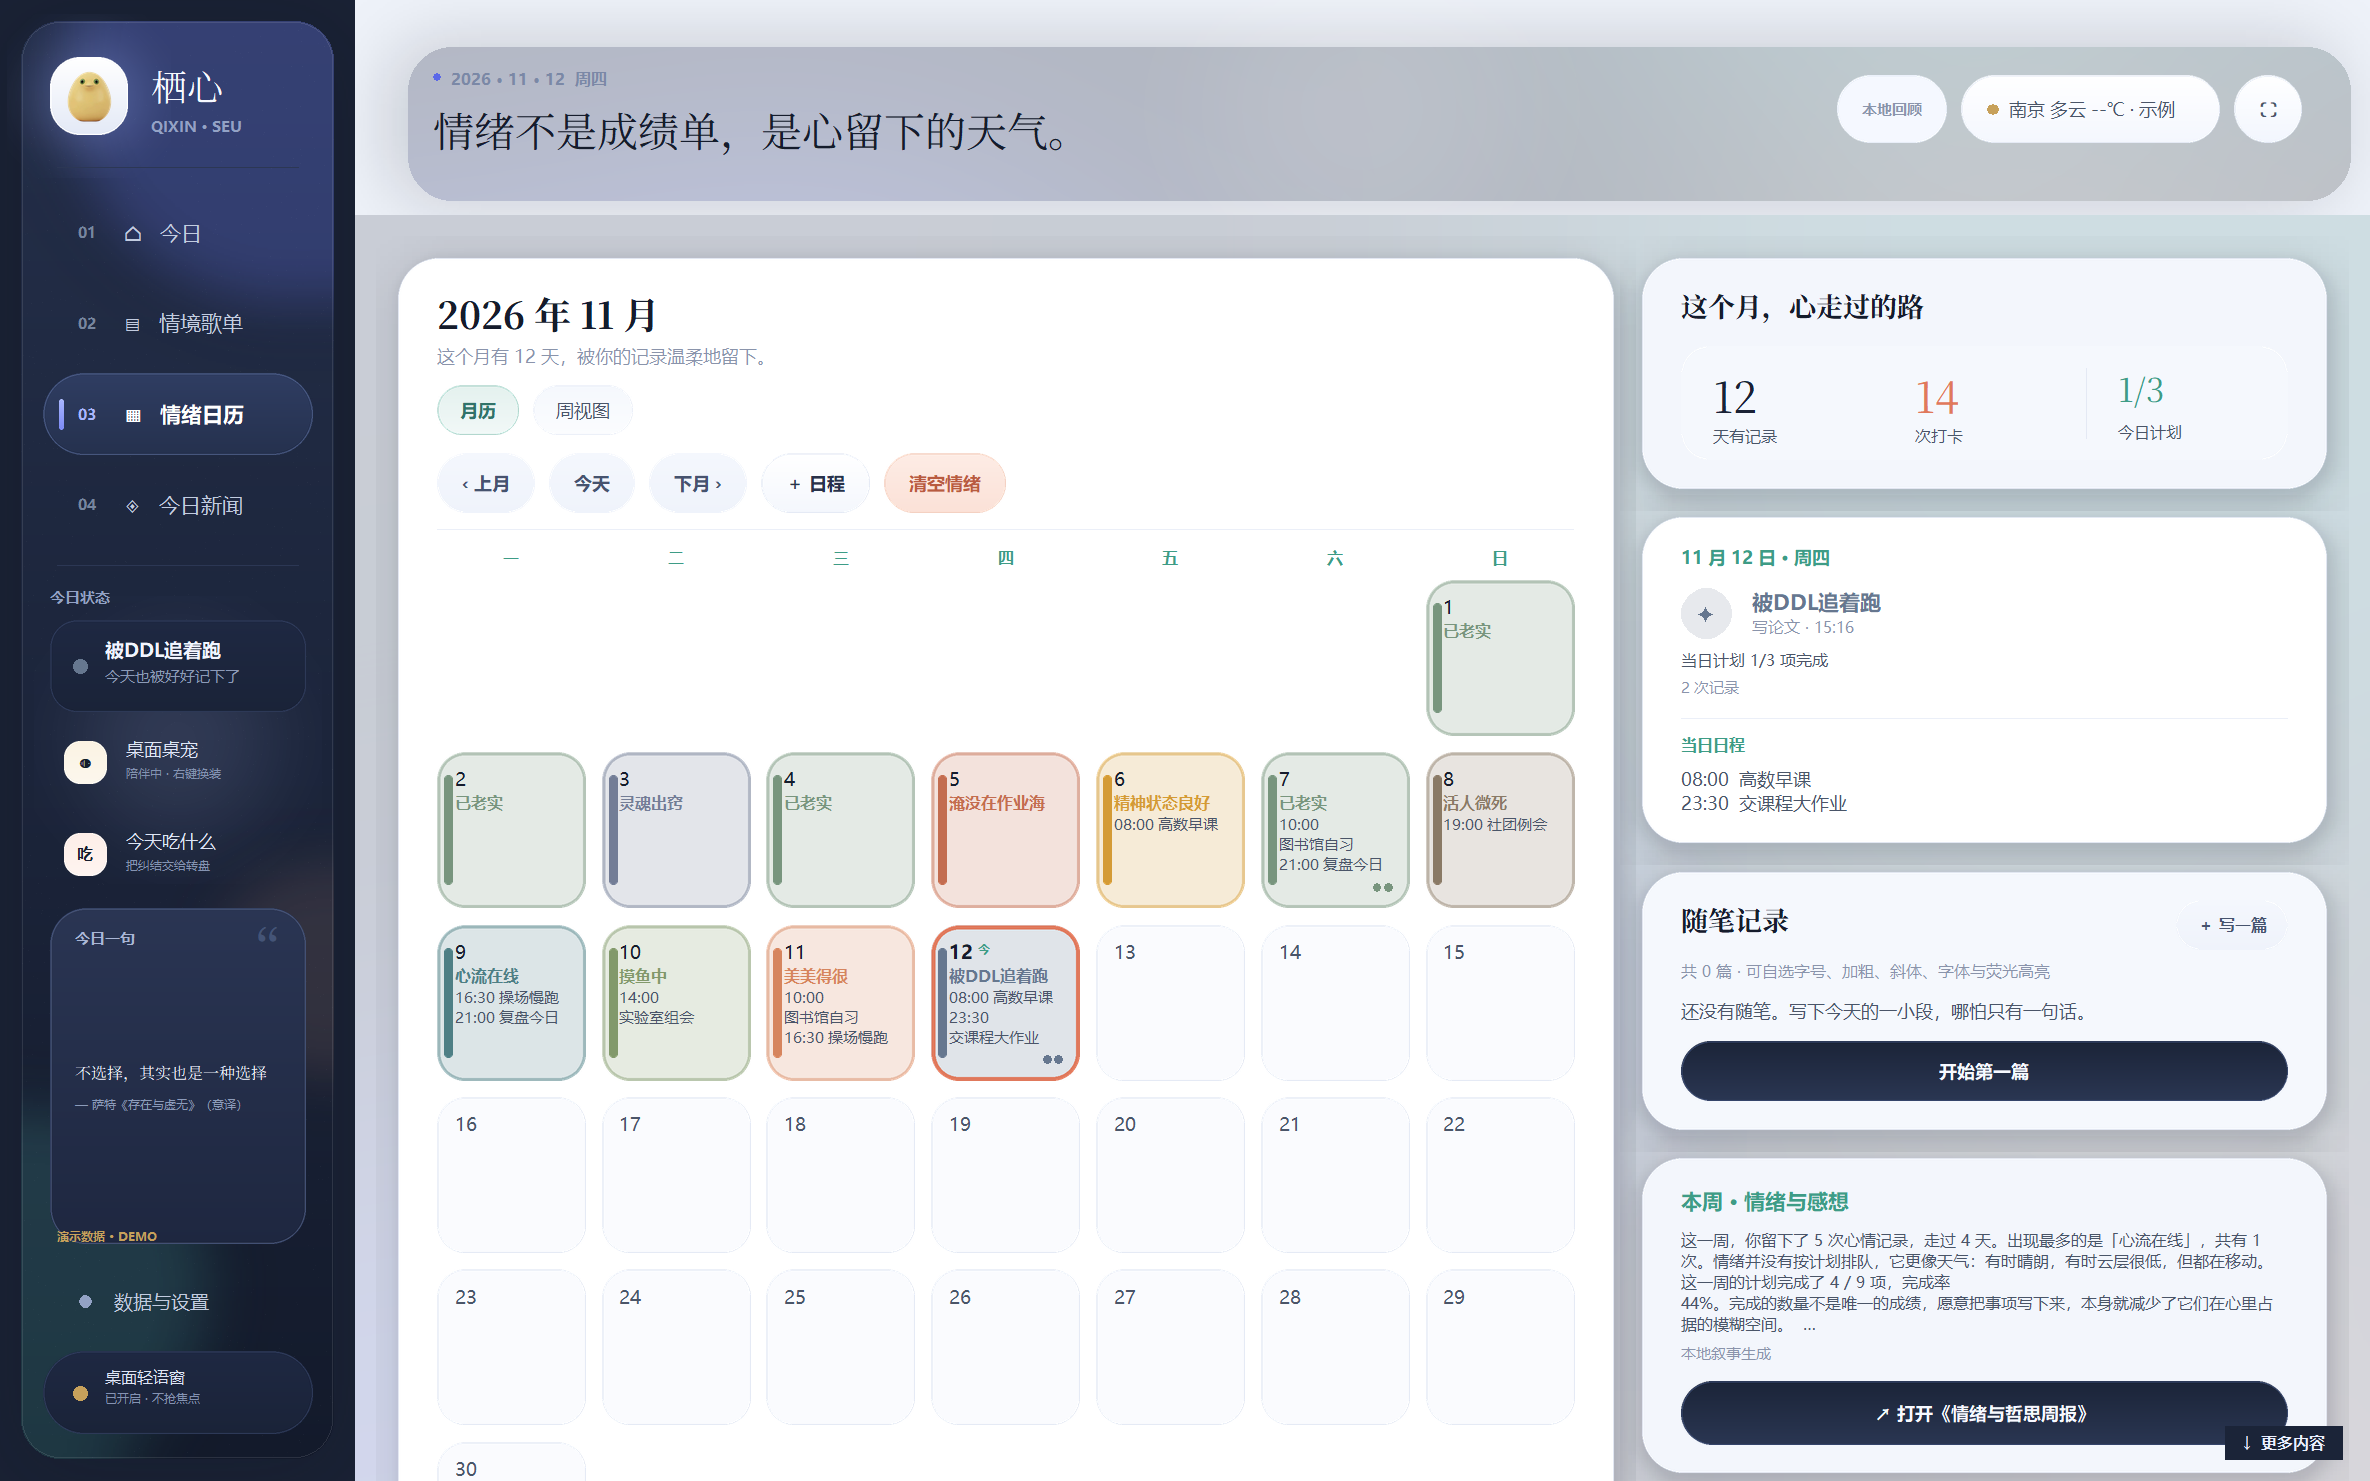 栖心
QIXIN • SEU
01 今日
02 情境歌单
03 情绪日历
04 今日新闻
今日状态
被DDL追着跑
今天也被好好记下了
桌面桌宠
陪伴中 · 右键换装
吃
今天吃什么
把纠结交给转盘
今日一句
“
不选择，其实也是一种选择
— 萨特《存在与虚无》（意译）
演示数据 • DEMO
数据与设置
桌面轻语窗
已开启 · 不抢焦点
2026 • 11 • 12 周四
情绪不是成绩单，是心留下的天气。
本地回顾
南京 多云 --°C · 示例
2026 年 11 月
这个月有 12 天，被你的记录温柔地留下。
月历
周视图
‹ 上月
今天
下月 ›
+ 日程
清空情绪
一 二 三 四 五 六 日
1
已老实
2
已老实
3
灵魂出窍
4
已老实
5
淹没在作业海
6
精神状态良好
08:00 高数早课
7
已老实
10:00
图书馆自习
21:00 复盘今日
8
活人微死
19:00 社团例会
9
心流在线
16:30 操场慢跑
21:00 复盘今日
10
摸鱼中
14:00
实验室组会
11
美美得很
10:00
图书馆自习
16:30 操场慢跑
12 今
被DDL追着跑
08:00 高数早课
23:30
交课程大作业
13
14
15
16
17
18
19
20
21
22
23
24
25
26
27
28
29
30
这个月，心走过的路
12
天有记录
14
次打卡
1/3
今日计划
11 月 12 日 • 周四
被DDL追着跑
写论文 · 15:16
当日计划 1/3 项完成
2 次记录
当日日程
08:00 高数早课
23:30 交课程大作业
随笔记录
+ 写一篇
共 0 篇 · 可自选字号、加粗、斜体、字体与荧光高亮
还没有随笔。写下今天的一小段，哪怕只有一句话。
开始第一篇
本周 • 情绪与感想
这一周，你留下了 5 次心情记录，走过 4 天。出现最多的是「心流在线」，共有 1
次。情绪并没有按计划排队，它更像天气：有时晴朗，有时云层很低，但都在移动。
这一周的计划完成了 4 / 9 项，完成率
44%。完成的数量不是唯一的成绩，愿意把事项写下来，本身就减少了它们在心里占
据的模糊空间。 ...
本地叙事生成
↗ 打开《情绪与哲思周报》
↓ 更多内容